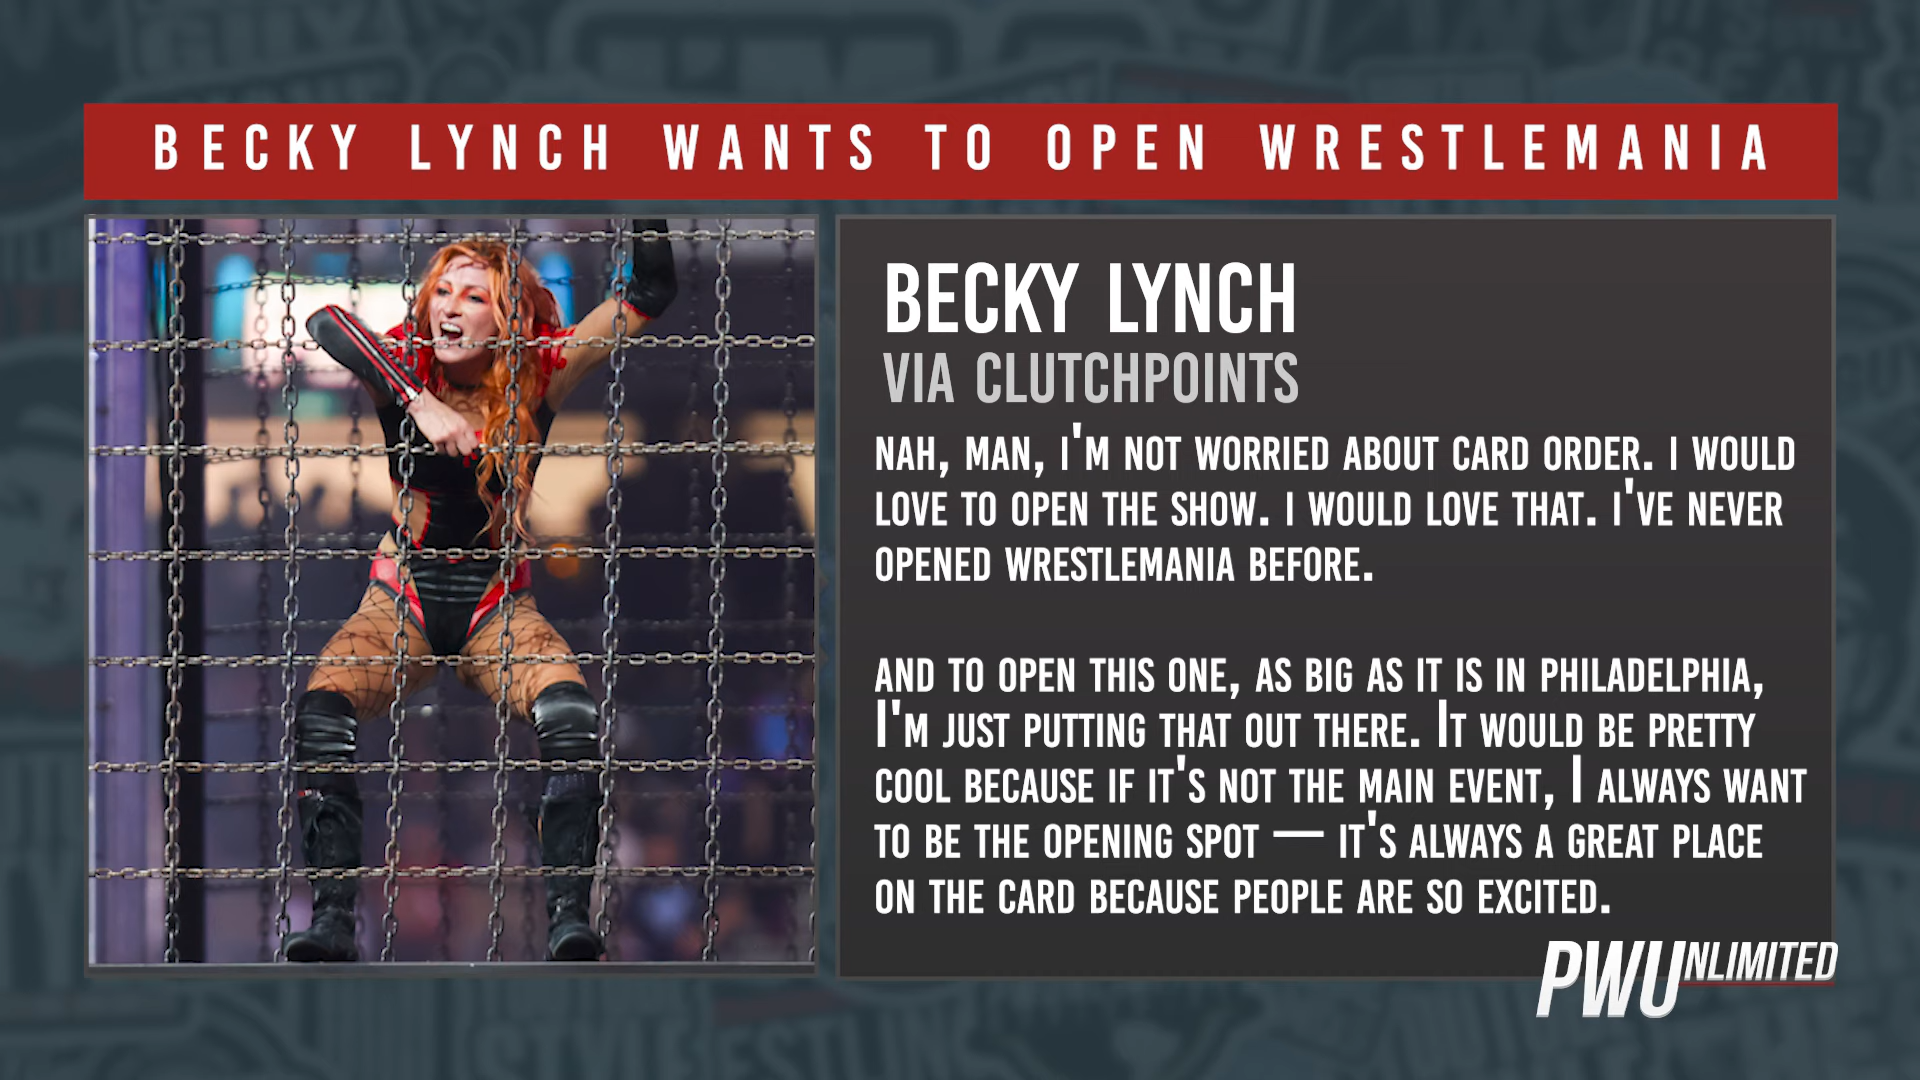 BECKY LYNCH WANTS TO OPEN WRESTLEMANIA
BECKY LYNCH
VIA CLUTCHPOINTS
NAH, MAN, I'M NOT WORRIED ABOUT CARD ORDER. I WOULD
LOVE TO OPEN THE SHOW. I WOULD LOVE THAT. I'VE NEVER
OPENED WRESTLEMANIA BEFORE.
AND TO OPEN THIS ONE, AS BIG AS IT IS IN PHILADELPHIA,
I'M JUST PUTTING THAT OUT THERE. IT WOULD BE PRETTY
COOL BECAUSE IF IT'S NOT THE MAIN EVENT, I ALWAYS WANT
TO BE THE OPENING SPOT — IT'S ALWAYS A GREAT PLACE
ON THE CARD BECAUSE PEOPLE ARE SO EXCITED.
PWUNLIMITED